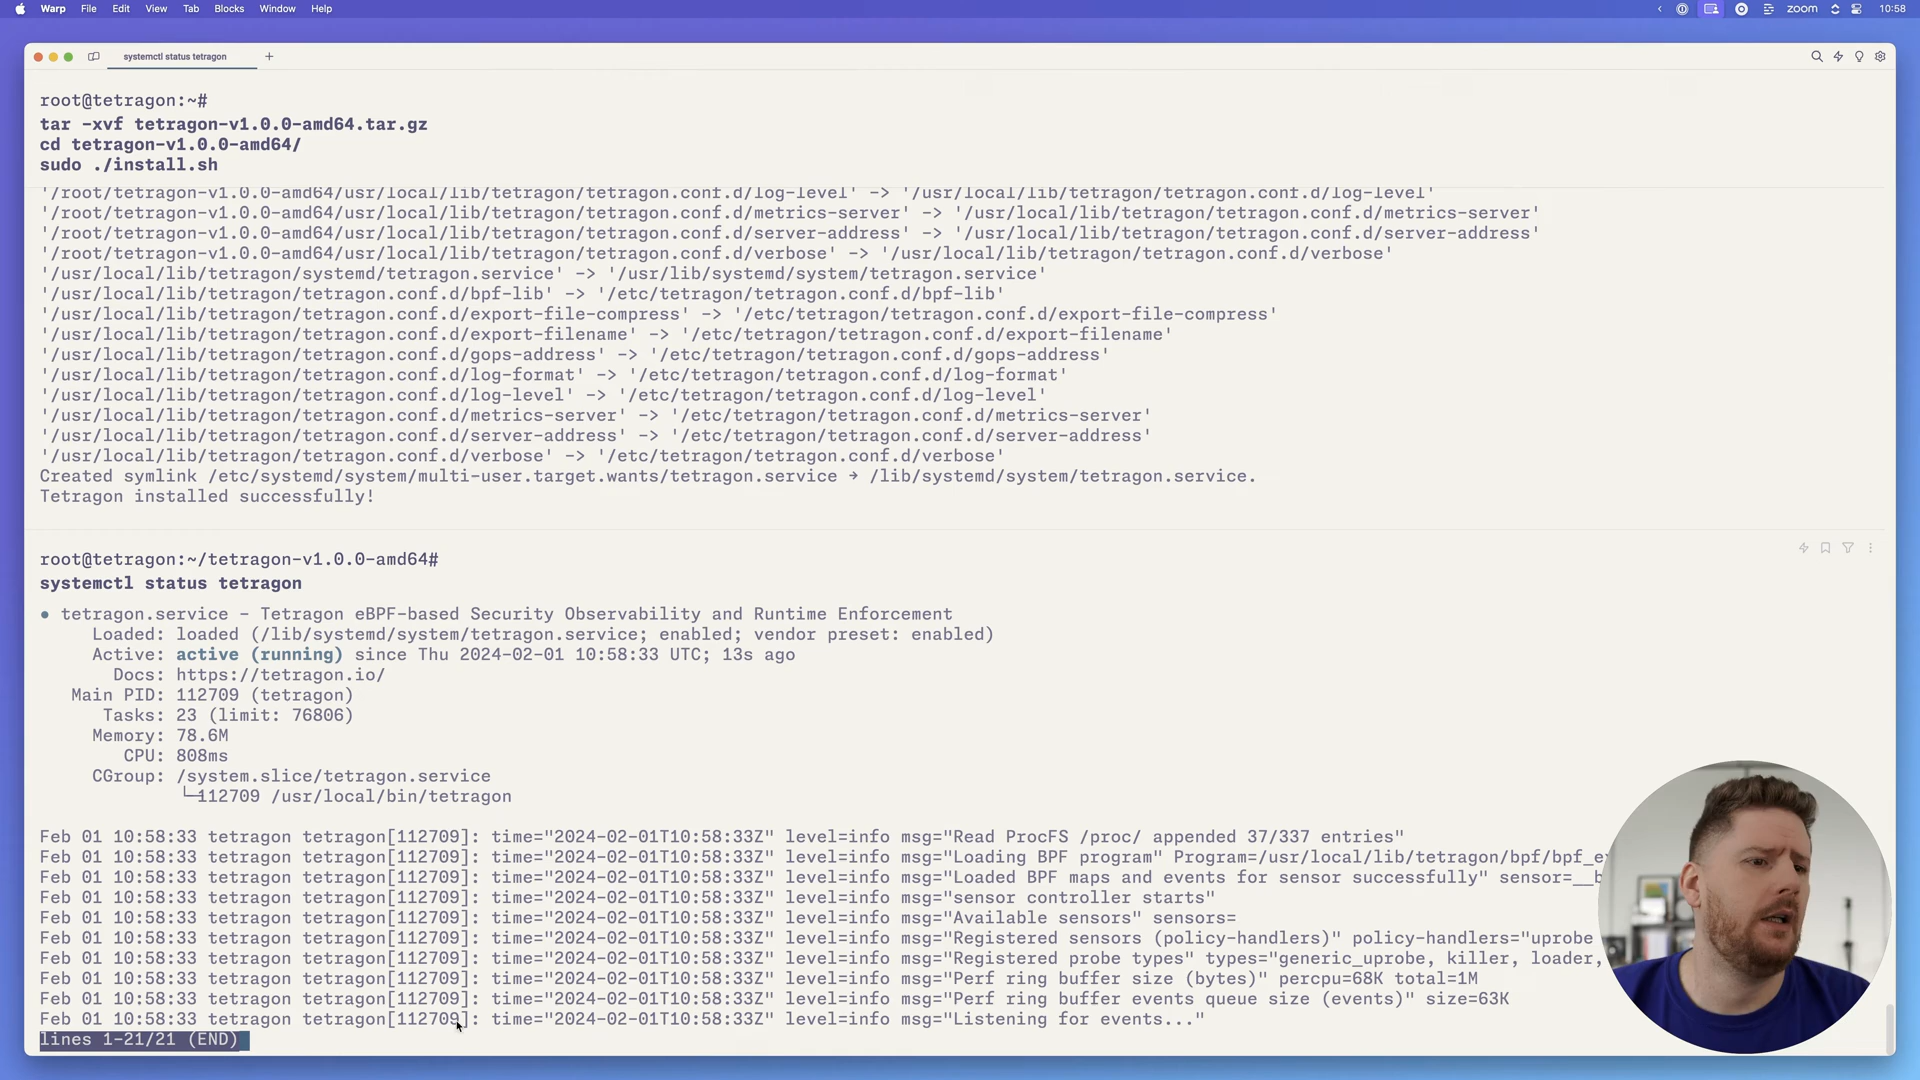 Warp File Edit View Tab Blocks Window Help
zoom 10:58
systemctl status tetragon
root@tetragon:~#
tar -xvf tetragon-v1.0.0-amd64.tar.gz
cd tetragon-v1.0.0-amd64/
sudo ./install.sh
'/root/tetragon-v1.0.0-amd64/usr/local/lib/tetragon/tetragon.conf.d/log-level' -> '/usr/local/lib/tetragon/tetragon.conf.d/log-level'
'/root/tetragon-v1.0.0-amd64/usr/local/lib/tetragon/tetragon.conf.d/metrics-server' -> '/usr/local/lib/tetragon/tetragon.conf.d/metrics-server'
'/root/tetragon-v1.0.0-amd64/usr/local/lib/tetragon/tetragon.conf.d/server-address' -> '/usr/local/lib/tetragon/tetragon.conf.d/server-address'
'/root/tetragon-v1.0.0-amd64/usr/local/lib/tetragon/tetragon.conf.d/verbose' -> '/usr/local/lib/tetragon/tetragon.conf.d/verbose'
'/usr/local/lib/tetragon/systemd/tetragon.service' -> '/usr/lib/systemd/system/tetragon.service'
'/usr/local/lib/tetragon/tetragon.conf.d/bpf-lib' -> '/etc/tetragon/tetragon.conf.d/bpf-lib'
'/usr/local/lib/tetragon/tetragon.conf.d/export-file-compress' -> '/etc/tetragon/tetragon.conf.d/export-file-compress'
'/usr/local/lib/tetragon/tetragon.conf.d/export-filename' -> '/etc/tetragon/tetragon.conf.d/export-filename'
'/usr/local/lib/tetragon/tetragon.conf.d/gops-address' -> '/etc/tetragon/tetragon.conf.d/gops-address'
'/usr/local/lib/tetragon/tetragon.conf.d/log-format' -> '/etc/tetragon/tetragon.conf.d/log-format'
'/usr/local/lib/tetragon/tetragon.conf.d/log-level' -> '/etc/tetragon/tetragon.conf.d/log-level'
'/usr/local/lib/tetragon/tetragon.conf.d/metrics-server' -> '/etc/tetragon/tetragon.conf.d/metrics-server'
'/usr/local/lib/tetragon/tetragon.conf.d/server-address' -> '/etc/tetragon/tetragon.conf.d/server-address'
'/usr/local/lib/tetragon/tetragon.conf.d/verbose' -> '/etc/tetragon/tetragon.conf.d/verbose'
Created symlink /etc/systemd/system/multi-user.target.wants/tetragon.service → /lib/systemd/system/tetragon.service.
Tetragon installed successfully!
root@tetragon:~/tetragon-v1.0.0-amd64#
systemctl status tetragon
● tetragon.service - Tetragon eBPF-based Security Observability and Runtime Enforcement
Loaded: loaded (/lib/systemd/system/tetragon.service; enabled; vendor preset: enabled)
Active: active (running) since Thu 2024-02-01 10:58:33 UTC; 13s ago
Docs: https://tetragon.io/
Main PID: 112709 (tetragon)
Tasks: 23 (limit: 76806)
Memory: 78.6M
CPU: 808ms
CGroup: /system.slice/tetragon.service
└─112709 /usr/local/bin/tetragon
Feb 01 10:58:33 tetragon tetragon[112709]: time="2024-02-01T10:58:33Z" level=info msg="Read ProcFS /proc/ appended 37/337 entries"
Feb 01 10:58:33 tetragon tetragon[112709]: time="2024-02-01T10:58:33Z" level=info msg="Loading BPF program" Program=/usr/local/lib/tetragon/bpf/bpf_e
Feb 01 10:58:33 tetragon tetragon[112709]: time="2024-02-01T10:58:33Z" level=info msg="Loaded BPF maps and events for sensor successfully" sensor=__b
Feb 01 10:58:33 tetragon tetragon[112709]: time="2024-02-01T10:58:33Z" level=info msg="sensor controller starts"
Feb 01 10:58:33 tetragon tetragon[112709]: time="2024-02-01T10:58:33Z" level=info msg="Available sensors" sensors=
Feb 01 10:58:33 tetragon tetragon[112709]: time="2024-02-01T10:58:33Z" level=info msg="Registered sensors (policy-handlers)" policy-handlers="uprobe
Feb 01 10:58:33 tetragon tetragon[112709]: time="2024-02-01T10:58:33Z" level=info msg="Registered probe types" types="generic_uprobe, killer, loader,
Feb 01 10:58:33 tetragon tetragon[112709]: time="2024-02-01T10:58:33Z" level=info msg="Perf ring buffer size (bytes)" percpu=68K total=1M
Feb 01 10:58:33 tetragon tetragon[112709]: time="2024-02-01T10:58:33Z" level=info msg="Perf ring buffer events queue size (events)" size=63K
Feb 01 10:58:33 tetragon tetragon[112709]: time="2024-02-01T10:58:33Z" level=info msg="Listening for events..."
lines 1-21/21 (END)